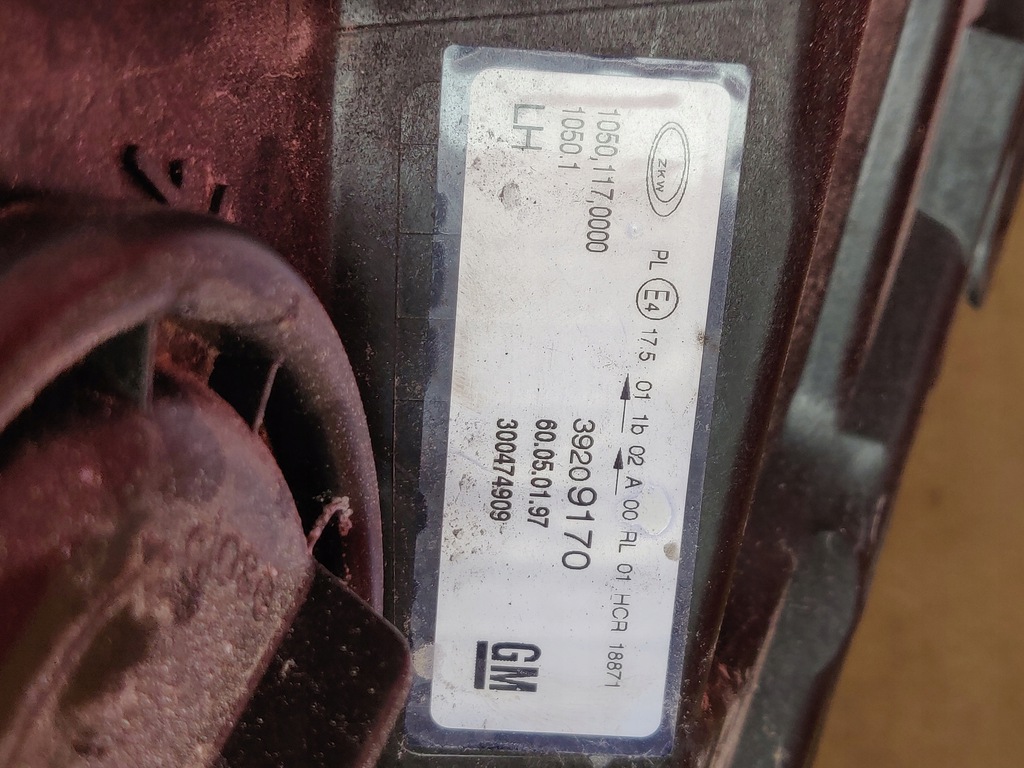 ZKW PL E4 17.5 01 1b 02 A 00 RL 01 HCR 18871
1050,117,0000
1050.1
LH
39209170
60.05.01.97
300474909
GM